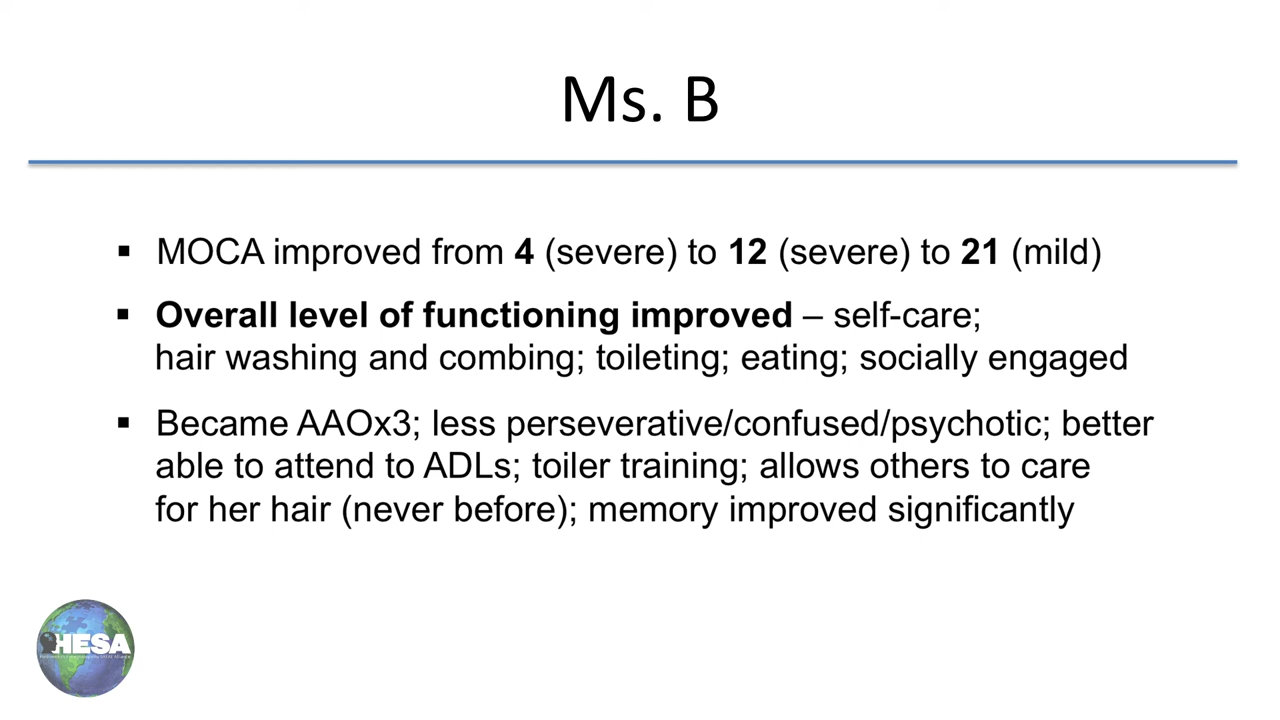 Ms. B
▪ MOCA improved from 4 (severe) to 12 (severe) to 21 (mild)
▪ Overall level of functioning improved – self-care;
hair washing and combing; toileting; eating; socially engaged
▪ Became AAOx3; less perseverative/confused/psychotic; better
able to attend to ADLs; toiler training; allows others to care
for her hair (never before); memory improved significantly
HESA